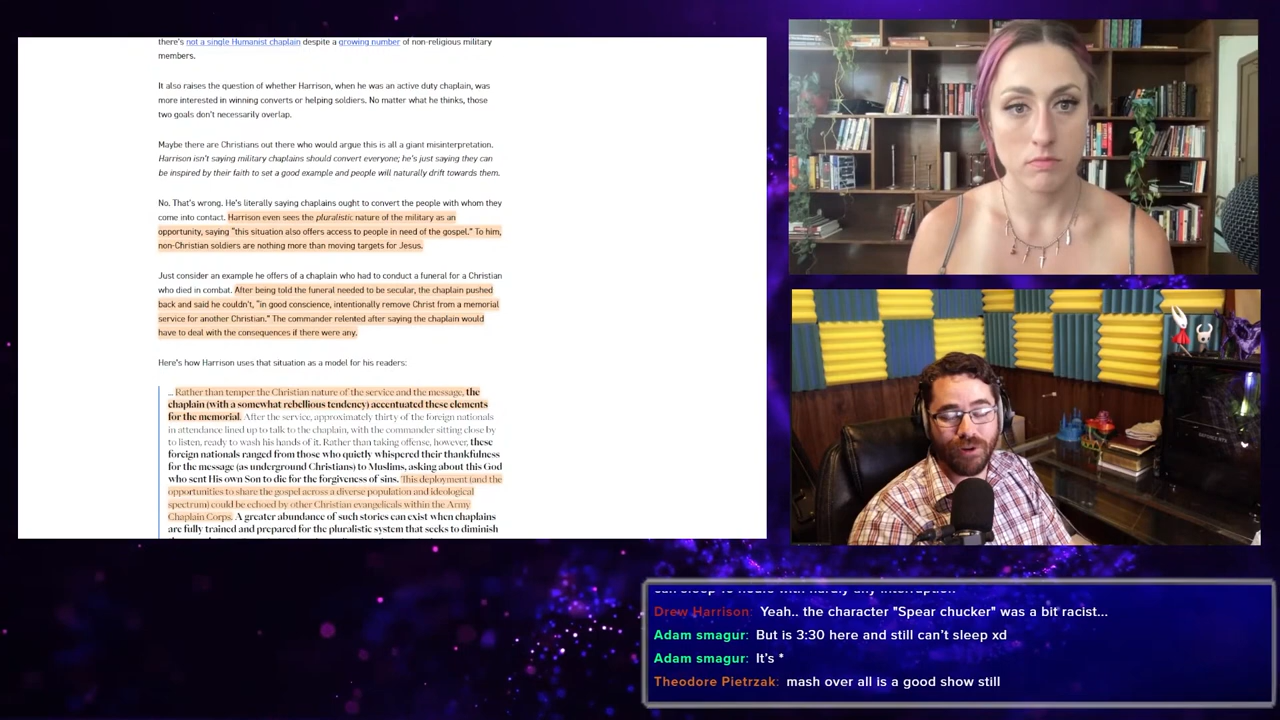 there's not a single Humanist chaplain despite a growing number of non-religious military
members.
It also raises the question of whether Harrison, when he was an active duty chaplain, was
more interested in winning converts or helping soldiers. No matter what he thinks, those
two goals don't necessarily overlap.
Maybe there are Christians out there who would argue this is all a giant misinterpretation.
Harrison isn't saying military chaplains should convert everyone; he's just saying they can
be inspired by their faith to set a good example and people will naturally drift towards them.
No. That's wrong. He's literally saying chaplains ought to convert the people with whom they
come into contact. Harrison even sees the pluralistic nature of the military as an
opportunity, saying "this situation also offers access to people in need of the gospel." To him,
non-Christian soldiers are nothing more than moving targets for Jesus.
Just consider an example he offers of a chaplain who had to conduct a funeral for a Christian
who died in combat. After being told the funeral needed to be secular, the chaplain pushed
back and said he couldn't, "in good conscience, intentionally remove Christ from a memorial
service for another Christian." The commander relented after saying the chaplain would
have to deal with the consequences if there were any.
Here's how Harrison uses that situation as a model for his readers:
... Rather than temper the Christian nature of the service and the message, the
chaplain (with a somewhat rebellious tendency) accentuated these elements
for the memorial. After the service, approximately thirty of the foreign nationals
in attendance lined up to talk to the chaplain, with the commander sitting close by
to listen, ready to wash his hands of it. Rather than taking offense, however, these
foreign nationals ranged from those who quietly whispered their thankfulness
for the message (as underground Christians) to Muslims, asking about this God
who sent His own Son to die for the forgiveness of sins. This deployment (and the
opportunities to share the gospel across a diverse population and ideological
spectrum) could be echoed by other Christian evangelicals within the Army
Chaplain Corps. A greater abundance of such stories can exist when chaplains
are fully trained and prepared for the pluralistic system that seeks to diminish
can sleep 10 hours with hardly any interruption
Drew Harrison: Yeah.. the character "Spear chucker" was a bit racist...
Adam smagur: But is 3:30 here and still can't sleep xd
Adam smagur: It's *
Theodore Pietrzak: mash over all is a good show still